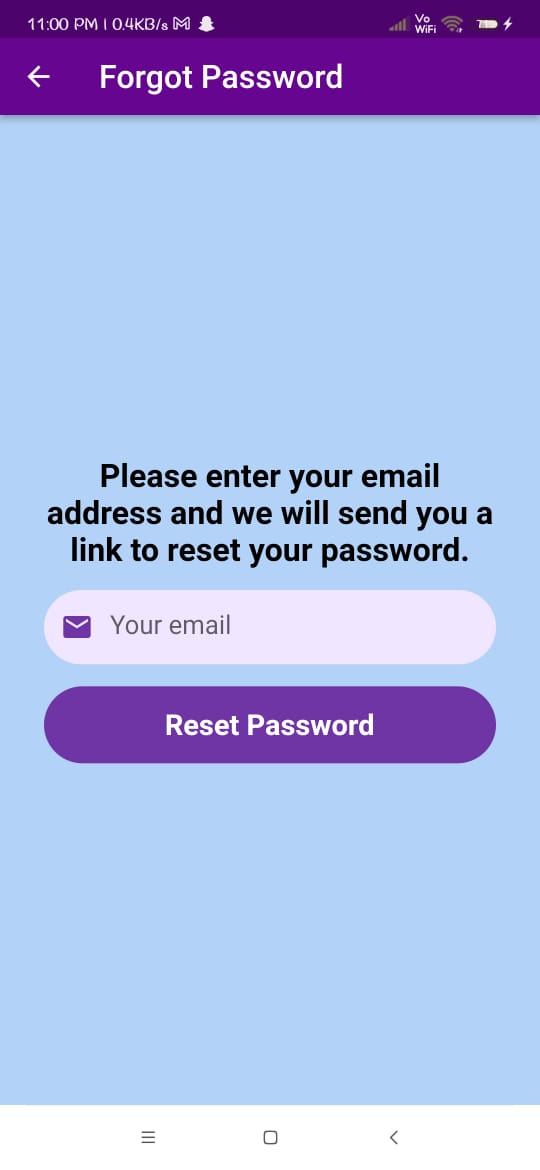 11:00 PM | 0.4KB/s
Vo
WiFi
71
Forgot Password
Please enter your email
address and we will send you a
link to reset your password.
Your email
Reset Password